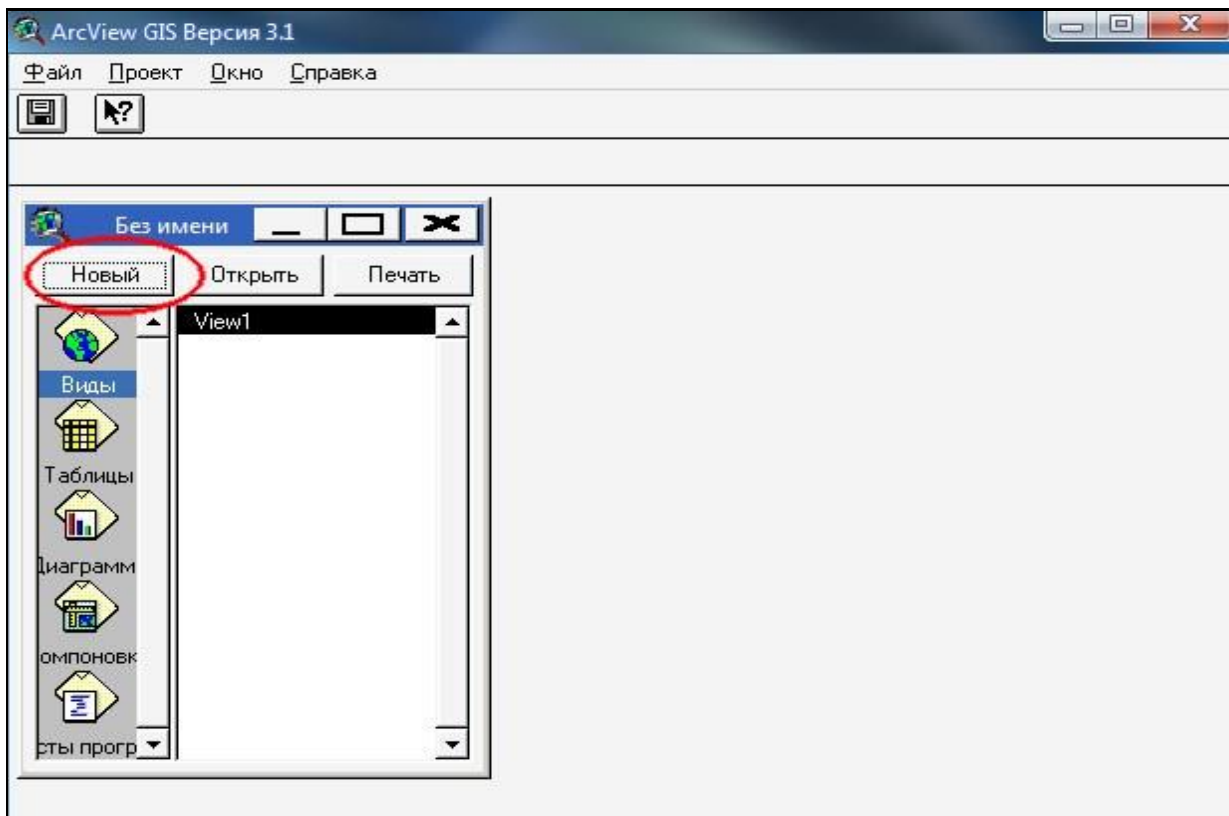 ArcView GIS Версия 3.1
Файл Проект Окно Справка
Без имени
Новый Открыть Печать
View1
Виды
Таблицы
Диаграмм
омпоновк
сты прогр